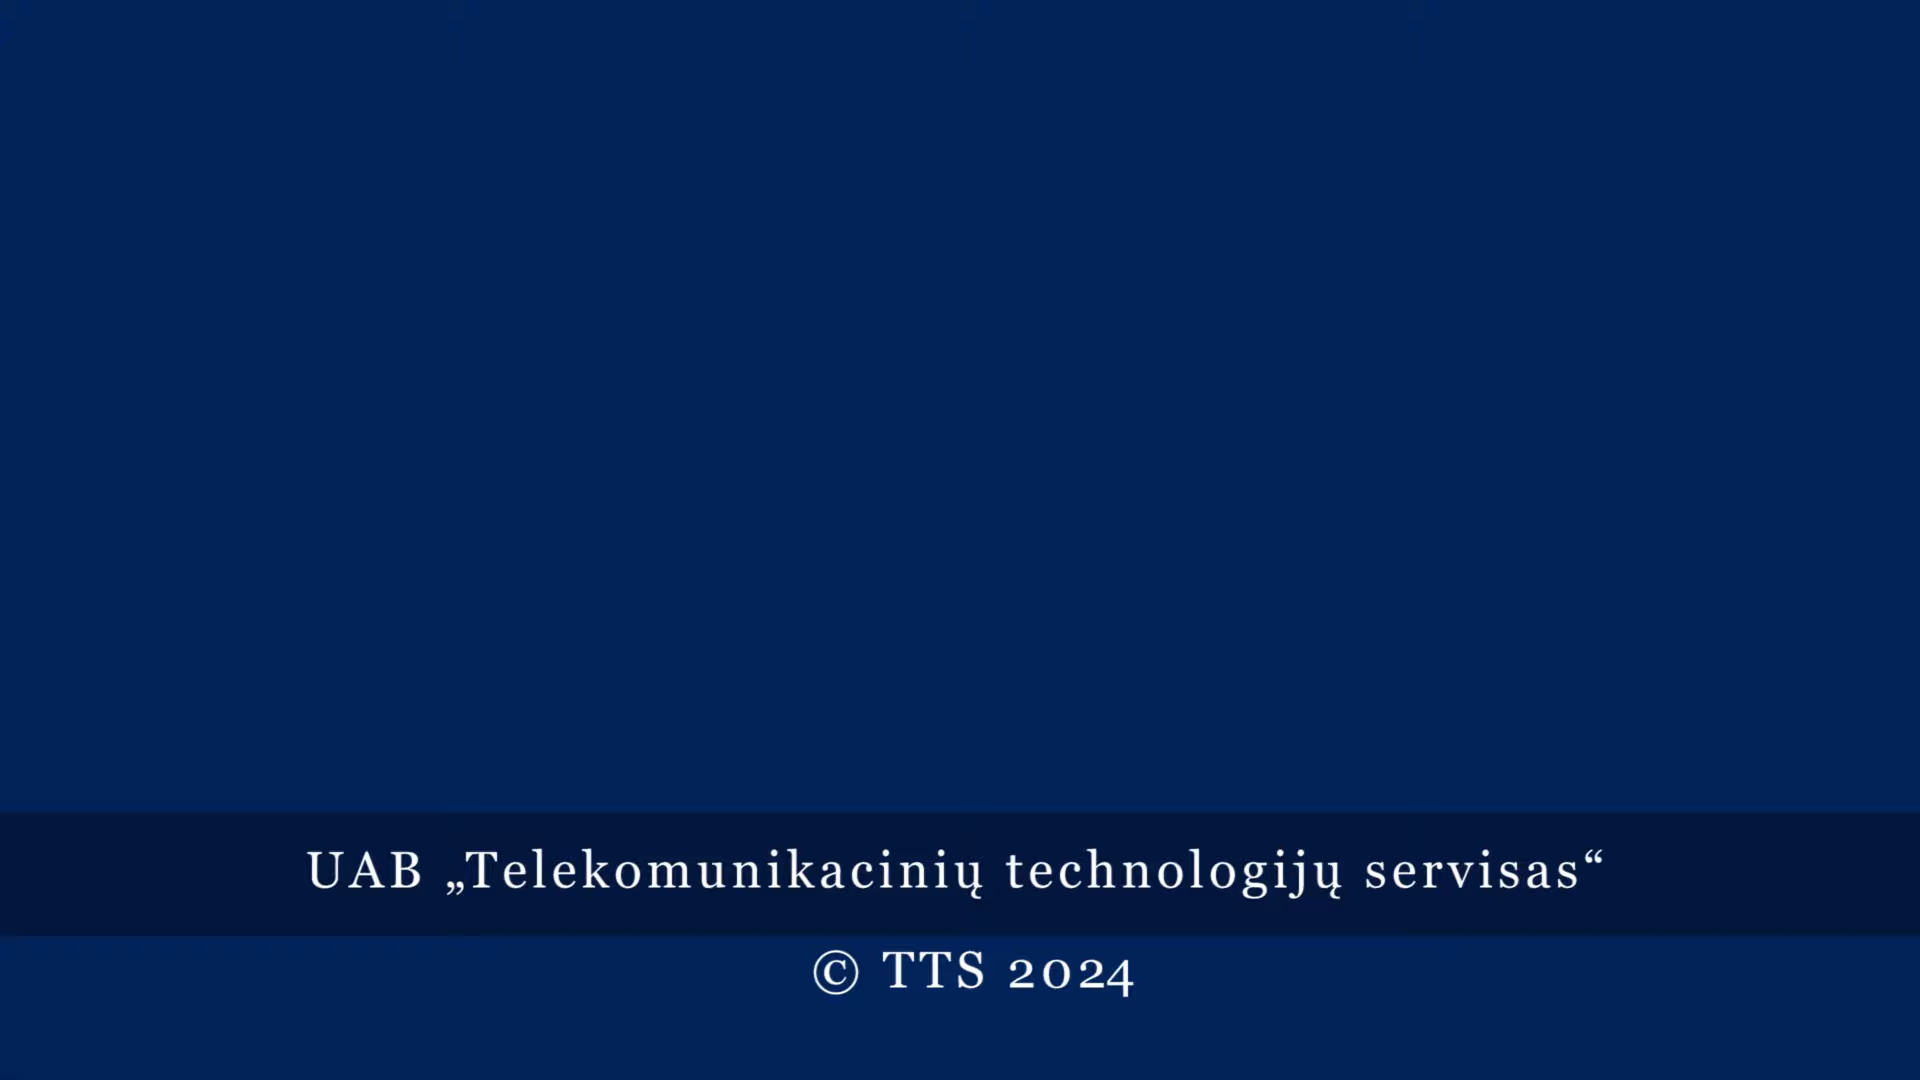 UAB „Telekomunikacinių technologijų servisas“
© TTS 2024